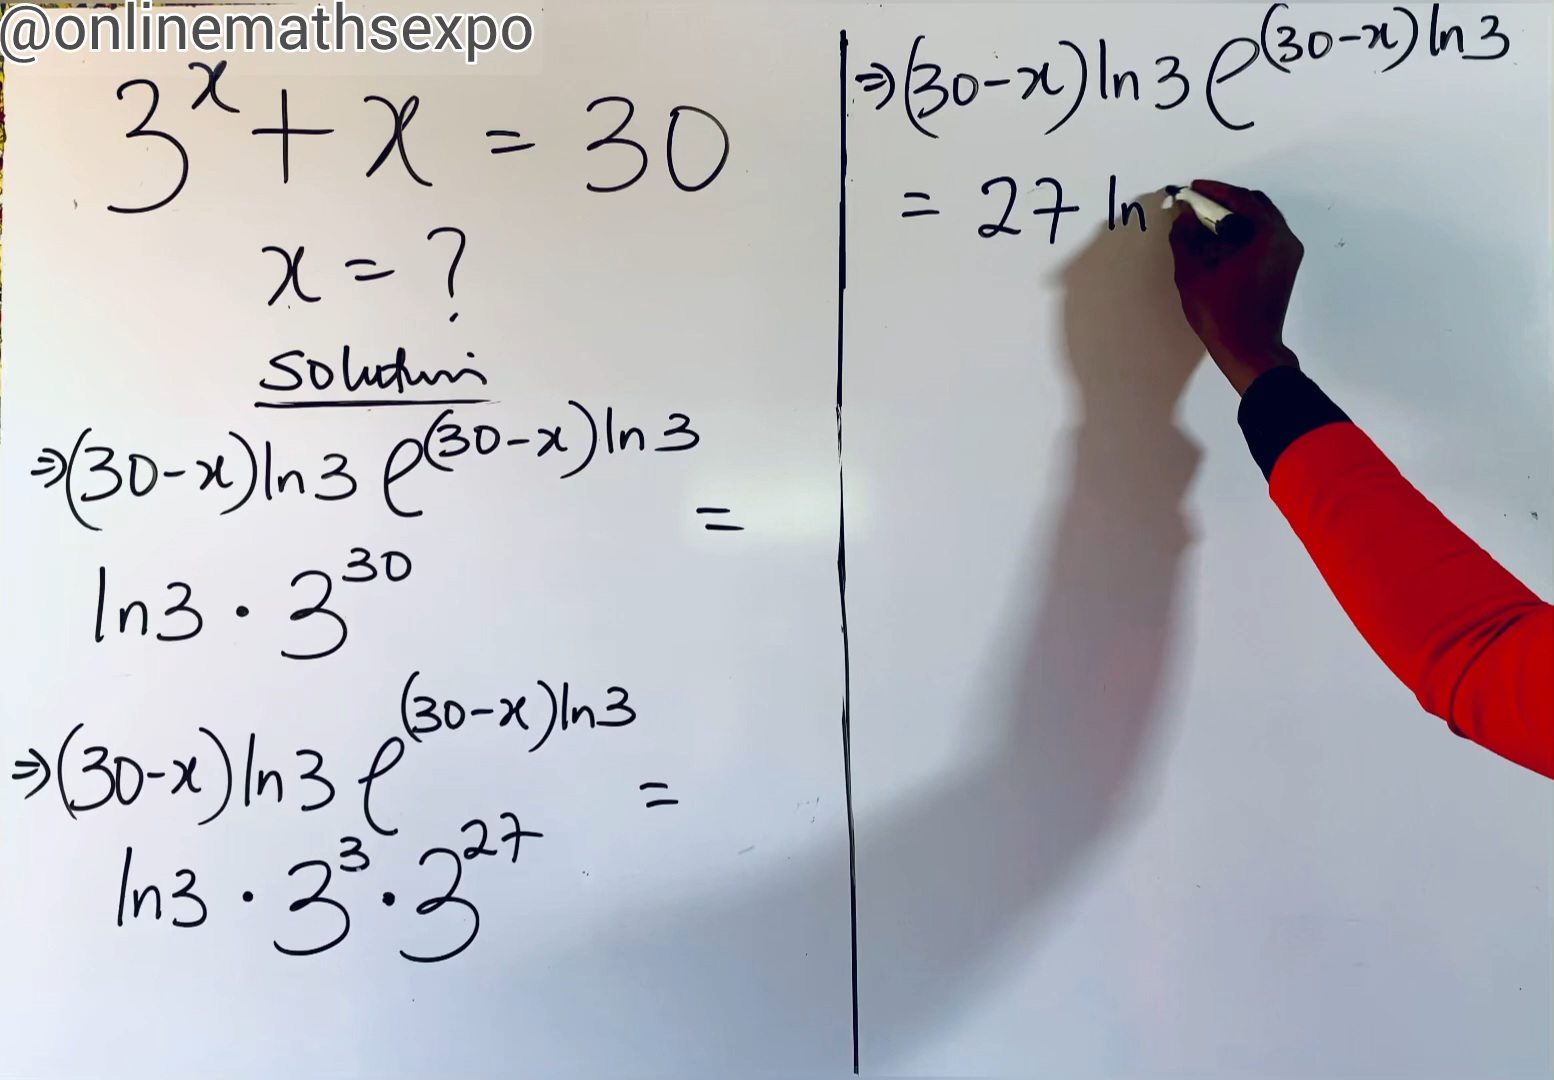 @onlinemathsexpo
3^x + x = 30
x = ?
Solution
⇒(30-x)ln3 e^(30-x)ln3 =
ln3 · 3^30
⇒(30-x)ln3 e^(30-x)ln3 =
ln3 · 3^3 · 3^27
⇒(30-x)ln3 e^(30-x)ln3
= 27 ln